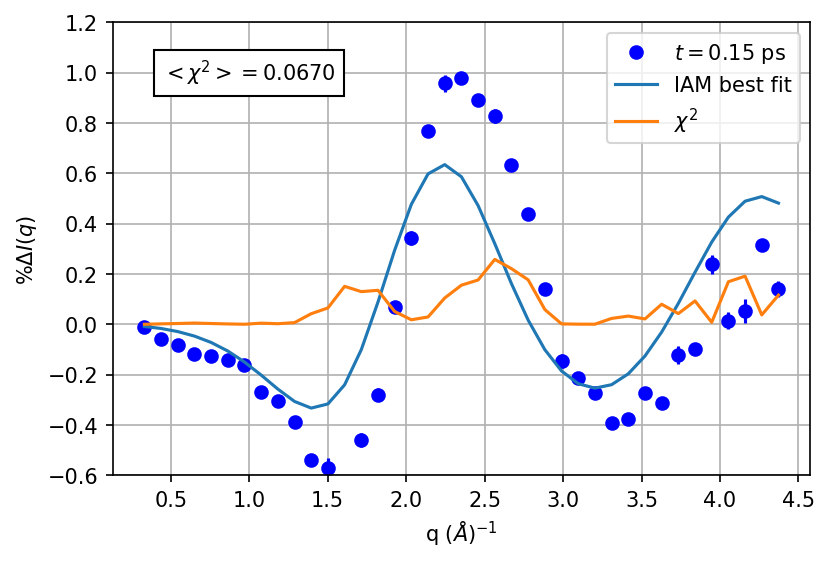 1.2
1.0
0.8
0.6
0.4
0.2
0.0
−0.2
−0.4
−0.6
%ΔI(q)
<χ²> = 0.0670
t = 0.15 ps
IAM best fit
χ²
0.5 1.0 1.5 2.0 2.5 3.0 3.5 4.0 4.5
q (Å)⁻¹